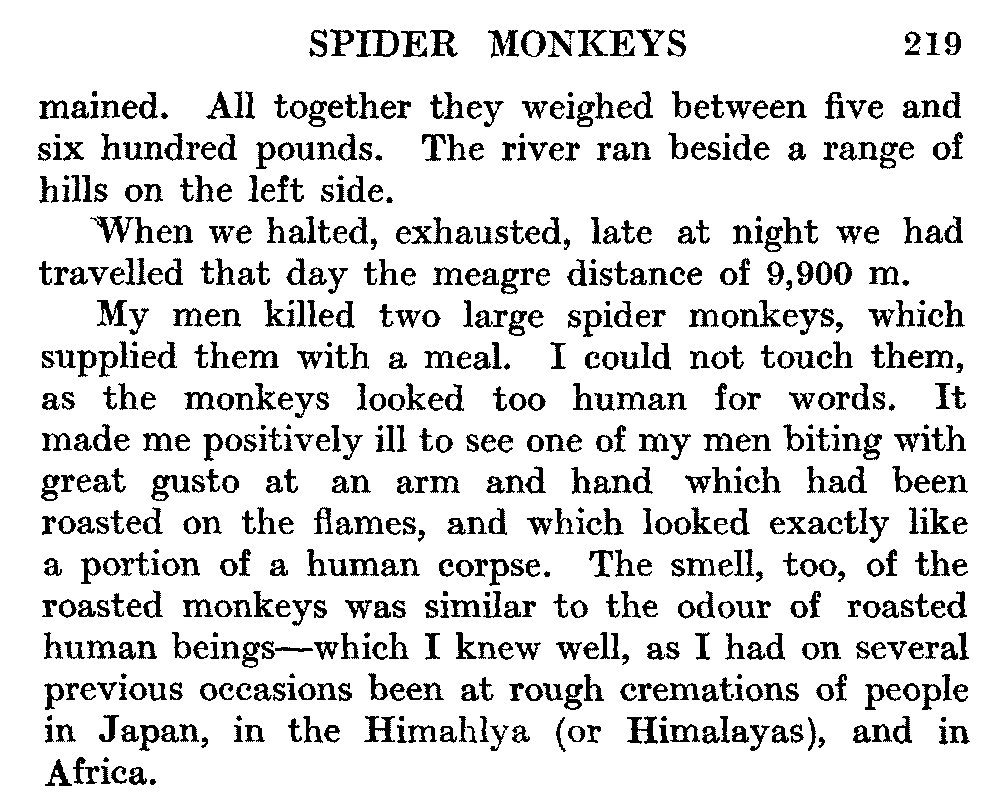 SPIDER MONKEYS 219
mained. All together they weighed between five and
six hundred pounds. The river ran beside a range of
hills on the left side.
When we halted, exhausted, late at night we had
travelled that day the meagre distance of 9,900 m.
My men killed two large spider monkeys, which
supplied them with a meal. I could not touch them,
as the monkeys looked too human for words. It
made me positively ill to see one of my men biting with
great gusto at an arm and hand which had been
roasted on the flames, and which looked exactly like
a portion of a human corpse. The smell, too, of the
roasted monkeys was similar to the odour of roasted
human beings—which I knew well, as I had on several
previous occasions been at rough cremations of people
in Japan, in the Himahlya (or Himalayas), and in
Africa.